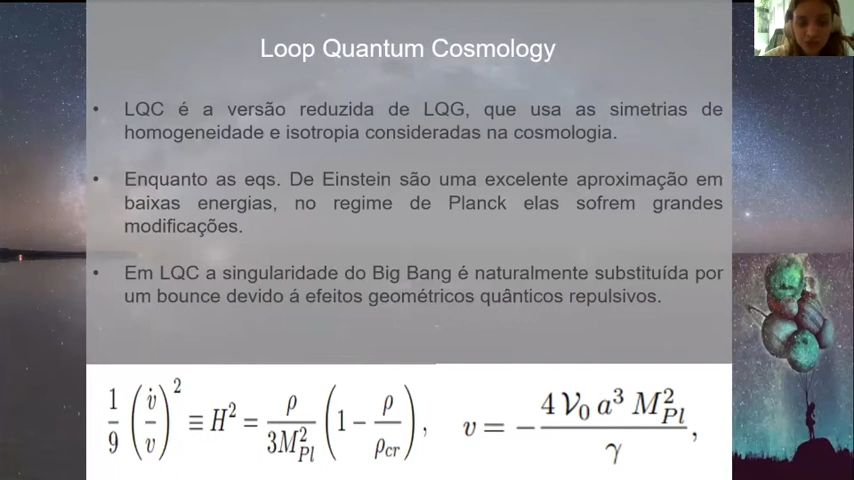 Loop Quantum Cosmology
• LQC é a versão reduzida de LQG, que usa as simetrias de
homogeneidade e isotropia consideradas na cosmologia.
• Enquanto as eqs. De Einstein são uma excelente aproximação em
baixas energias, no regime de Planck elas sofrem grandes
modificações.
• Em LQC a singularidade do Big Bang é naturalmente substituída por
um bounce devido á efeitos geométricos quânticos repulsivos.
1/9 (v̇/v)² ≡ H² = ρ/3M²_Pl (1 − ρ/ρ_cr), v = − 4 𝒱₀ a³ M²_Pl / γ,